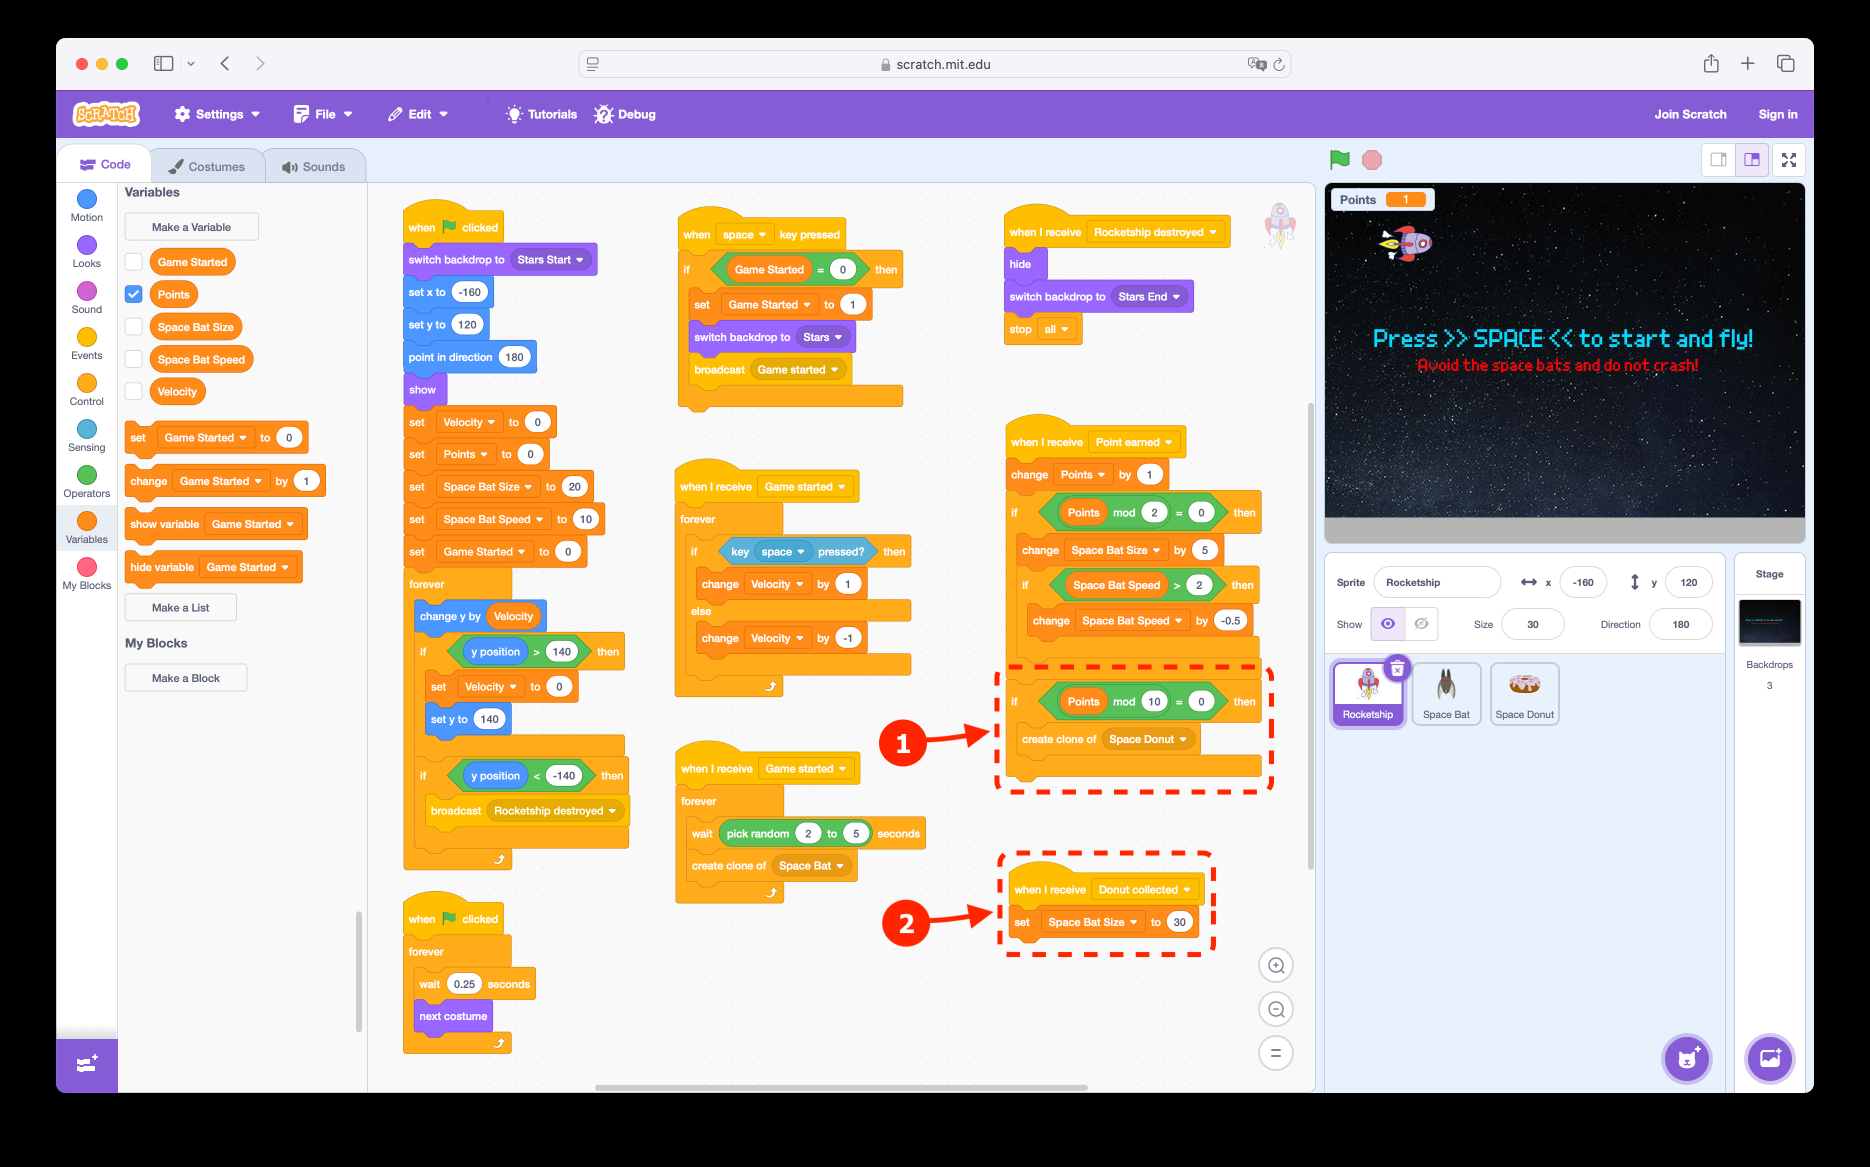 scratch.mit.edu
SCRATCH
Settings
File
Edit
Tutorials
Debug
Join Scratch
Sign in
Code
Costumes
Sounds
Motion
Looks
Sound
Events
Control
Sensing
Operators
Variables
My Blocks
Variables
Make a Variable
Game Started
Points
Space Bat Size
Space Bat Speed
Velocity
set Game Started to 0
change Game Started by 1
show variable Game Started
hide variable Game Started
Make a List
My Blocks
Make a Block
when clicked
switch backdrop to Stars Start
set x to -160
set y to 120
point in direction 180
show
set Velocity to 0
set Points to 0
set Space Bat Size to 20
set Space Bat Speed to 10
set Game Started to 0
forever
change y by Velocity
if y position > 140 then
set Velocity to 0
set y to 140
if y position < -140 then
broadcast Rocketship destroyed
when clicked
forever
wait 0.25 seconds
next costume
when space key pressed
if Game Started = 0 then
set Game Started to 1
switch backdrop to Stars
broadcast Game started
when I receive Game started
forever
if key space pressed? then
change Velocity by 1
else
change Velocity by -1
when I receive Game started
forever
wait pick random 2 to 5 seconds
create clone of Space Bat
when I receive Rocketship destroyed
hide
switch backdrop to Stars End
stop all
when I receive Point earned
change Points by 1
if Points mod 2 = 0 then
change Space Bat Size by 5
if Space Bat Speed > 2 then
change Space Bat Speed by -0.5
if Points mod 10 = 0 then
create clone of Space Donut
1
when I receive Donut collected
set Space Bat Size to 30
2
Points 1
Press >> SPACE << to start and fly!
Avoid the space bats and do not crash!
Sprite Rocketship x -160 y 120
Show Size 30 Direction 180
Rocketship
Space Bat
Space Donut
Stage
Backdrops
3